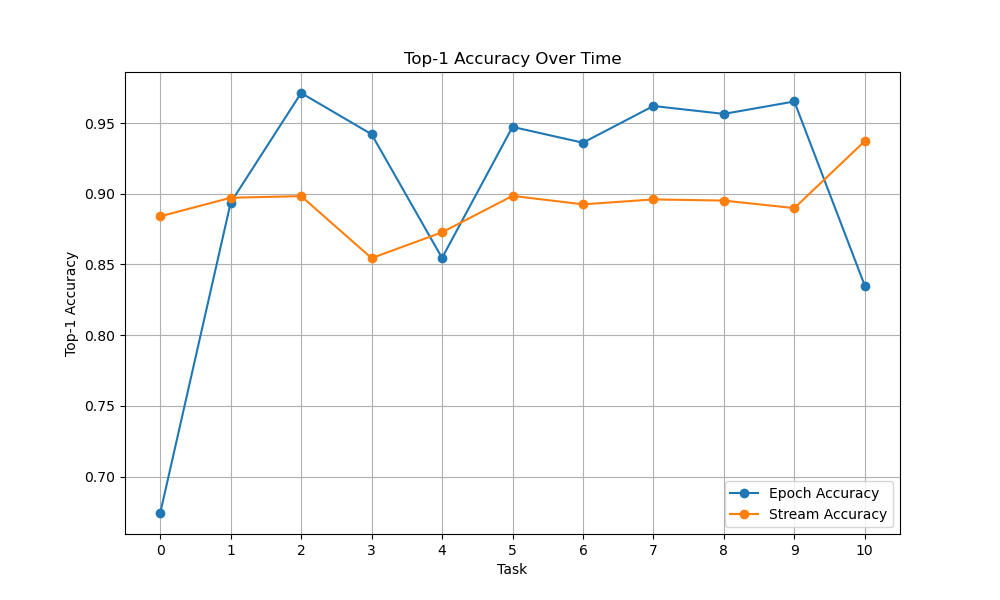 Top-1 Accuracy Over Time
Top-1 Accuracy
0.95
0.90
0.85
0.80
0.75
0.70
0 1 2 3 4 5 6 7 8 9 10
Task
Epoch Accuracy
Stream Accuracy